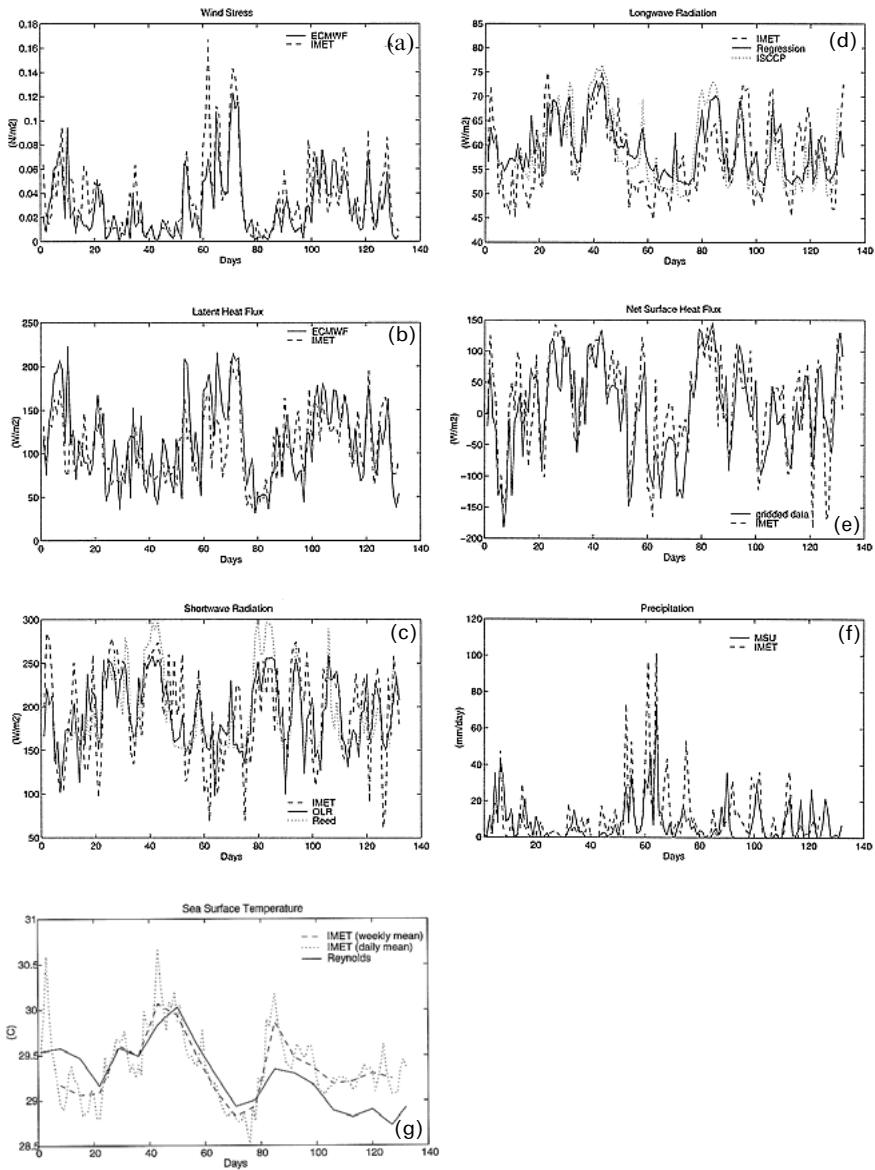 Wind Stress
(a)
ECMWF
IMET
(N/m2)
0.18
0.16
0.14
0.12
0.1
0.08
0.06
0.04
0.02
0
0 20 40 60 80 100 120 140
Days
Longwave Radiation
(d)
IMET
Regression
ISCCP
(W/m2)
85
80
75
70
65
60
55
50
45
40
0 20 40 60 80 100 120 140
Days
Latent Heat Flux
(b)
ECMWF
IMET
(W/m2)
250
200
150
100
50
0
0 20 40 60 80 100 120 140
Days
Net Surface Heat Flux
(W/m2)
150
100
50
0
−50
−100
−150
−200
gridded data
IMET
(e)
0 20 40 60 80 100 120 140
Days
Shortwave Radiation
(c)
(W/m2)
300
250
200
150
100
50
IMET
OLR
Reed
0 20 40 60 80 100 120 140
Days
Precipitation
(f)
MSU
IMET
(mm/day)
120
100
80
60
40
20
0
20 40 60 80 100 120 140
Days
Sea Surface Temperature
IMET (weekly mean)
IMET (daily mean)
Reynolds
(C)
31
30.5
30
29.5
29
28.5
(g)
0 20 40 60 80 100 120 140
Days